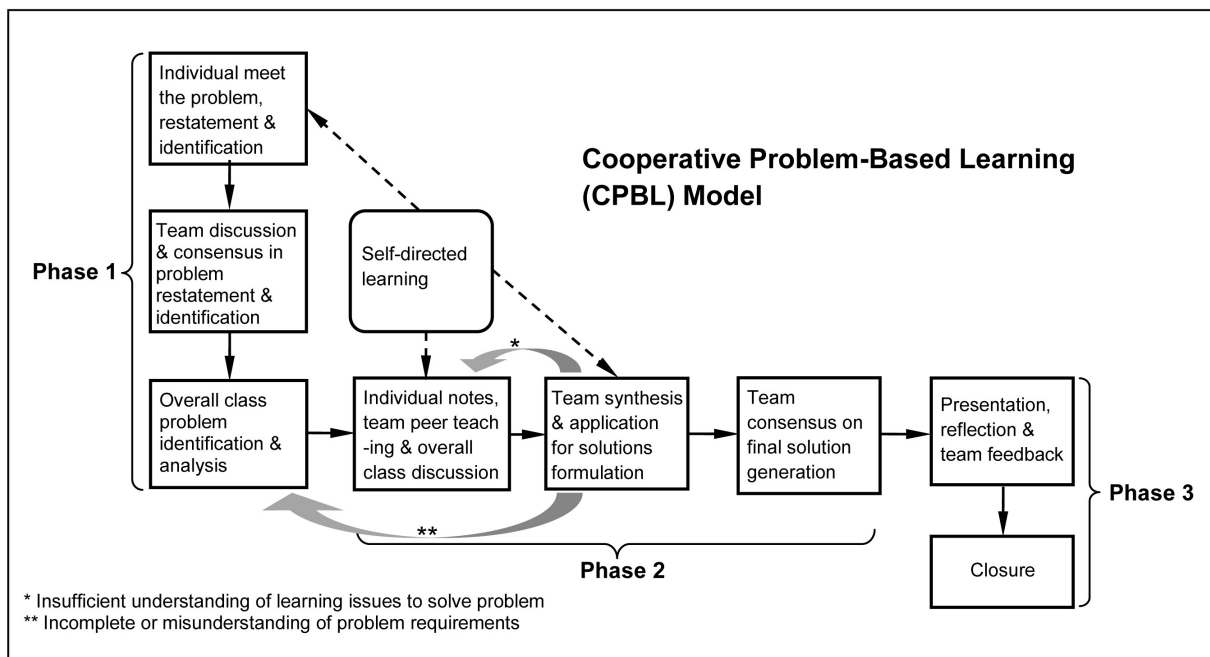 Individual meet
the problem,
restatement &
identification
Cooperative Problem-Based Learning
(CPBL) Model
Phase 1
Team discussion
& consensus in
problem
restatement &
identification
Self-directed
learning
*
Overall class
problem
identification &
analysis
Individual notes,
team peer teach
-ing & overall
class discussion
Team synthesis
& application
for solutions
formulation
Team
consensus on
final solution
generation
Presentation,
reflection &
team feedback
Phase 3
**
Phase 2
Closure
* Insufficient understanding of learning issues to solve problem
** Incomplete or misunderstanding of problem requirements